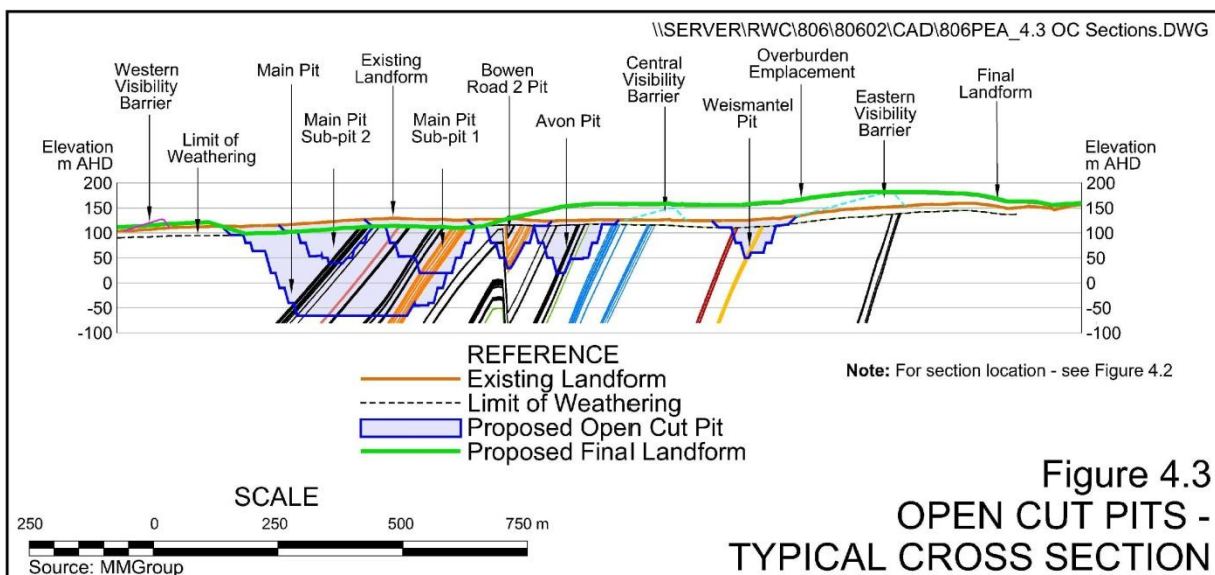 \\SERVER\RWC\806\80602\CAD\806PEA_4.3 OC Sections.DWG
Western
Visibility
Barrier
Limit of
Weathering
Main Pit
Existing
Landform
Main Pit
Sub-pit 2
Main Pit
Sub-pit 1
Bowen
Road 2 Pit
Avon Pit
Central
Visibility
Barrier
Weismantel
Pit
Overburden
Emplacement
Eastern
Visibility
Barrier
Final
Landform
Elevation
m AHD
200
150
100
50
0
-50
-100
Elevation
m AHD
200
150
100
50
0
-50
-100
REFERENCE
Existing Landform
Limit of Weathering
Proposed Open Cut Pit
Proposed Final Landform
Note: For section location - see Figure 4.2
SCALE
250 0 250 500 750 m
Source: MMGroup
Figure 4.3
OPEN CUT PITS -
TYPICAL CROSS SECTION